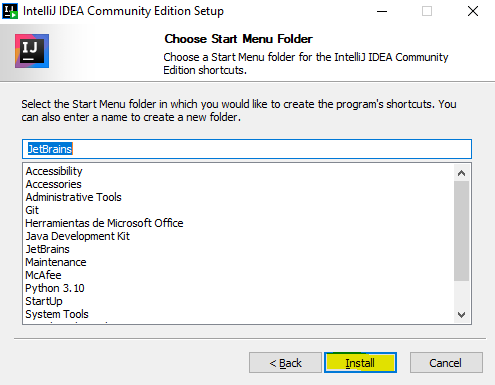 IntelliJ IDEA Community Edition Setup
IJ
Choose Start Menu Folder
Choose a Start Menu folder for the IntelliJ IDEA Community
Edition shortcuts.
Select the Start Menu folder in which you would like to create the program's shortcuts. You
can also enter a name to create a new folder.
JetBrains
Accessibility
Accessories
Administrative Tools
Git
Herramientas de Microsoft Office
Java Development Kit
JetBrains
Maintenance
McAfee
Python 3.10
StartUp
System Tools
< Back Install Cancel